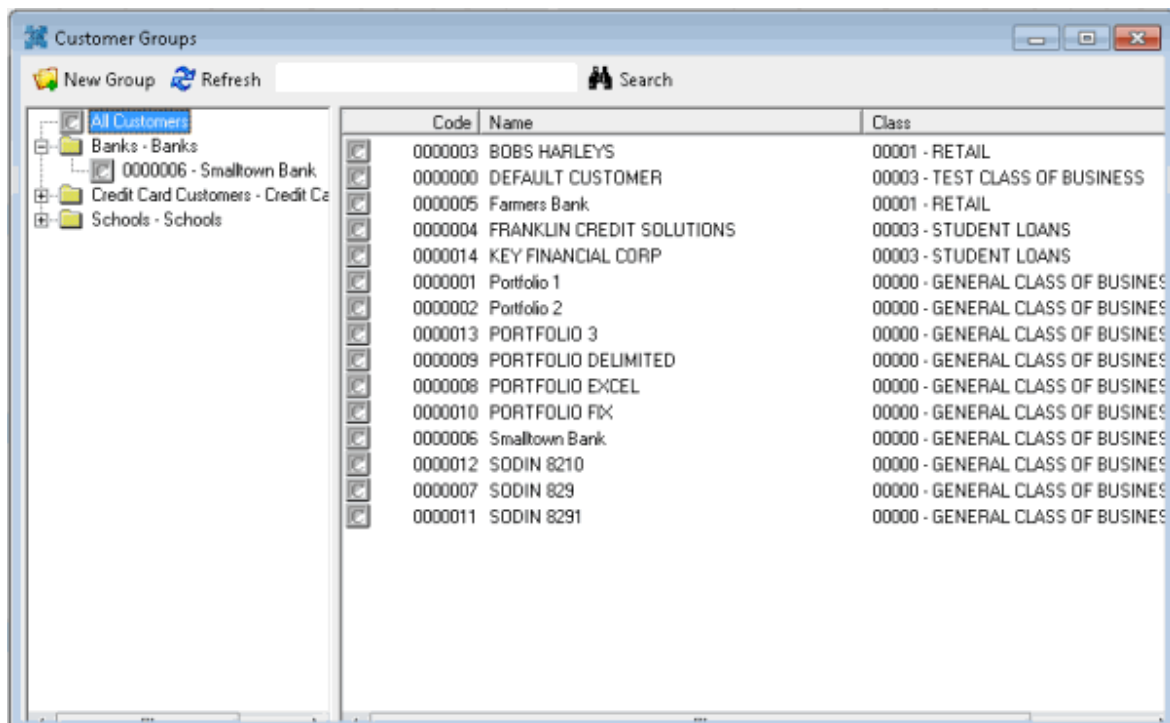 Customer Groups
New Group Refresh Search
All Customers
Banks - Banks
0000006 - Smalltown Bank
Credit Card Customers - Credit Ca
Schools - Schools
Code Name Class
0000003 BOBS HARLEYS 00001 - RETAIL
0000000 DEFAULT CUSTOMER 00003 - TEST CLASS OF BUSINESS
0000005 Farmers Bank 00001 - RETAIL
0000004 FRANKLIN CREDIT SOLUTIONS 00003 - STUDENT LOANS
0000014 KEY FINANCIAL CORP 00003 - STUDENT LOANS
0000001 Portfolio 1 00000 - GENERAL CLASS OF BUSINES
0000002 Portfolio 2 00000 - GENERAL CLASS OF BUSINES
0000013 PORTFOLIO 3 00000 - GENERAL CLASS OF BUSINES
0000009 PORTFOLIO DELIMITED 00000 - GENERAL CLASS OF BUSINES
0000008 PORTFOLIO EXCEL 00000 - GENERAL CLASS OF BUSINES
0000010 PORTFOLIO FIX 00000 - GENERAL CLASS OF BUSINES
0000006 Smalltown Bank 00000 - GENERAL CLASS OF BUSINES
0000012 SODIN 8210 00000 - GENERAL CLASS OF BUSINES
0000007 SODIN 829 00000 - GENERAL CLASS OF BUSINES
0000011 SODIN 8291 00000 - GENERAL CLASS OF BUSINES